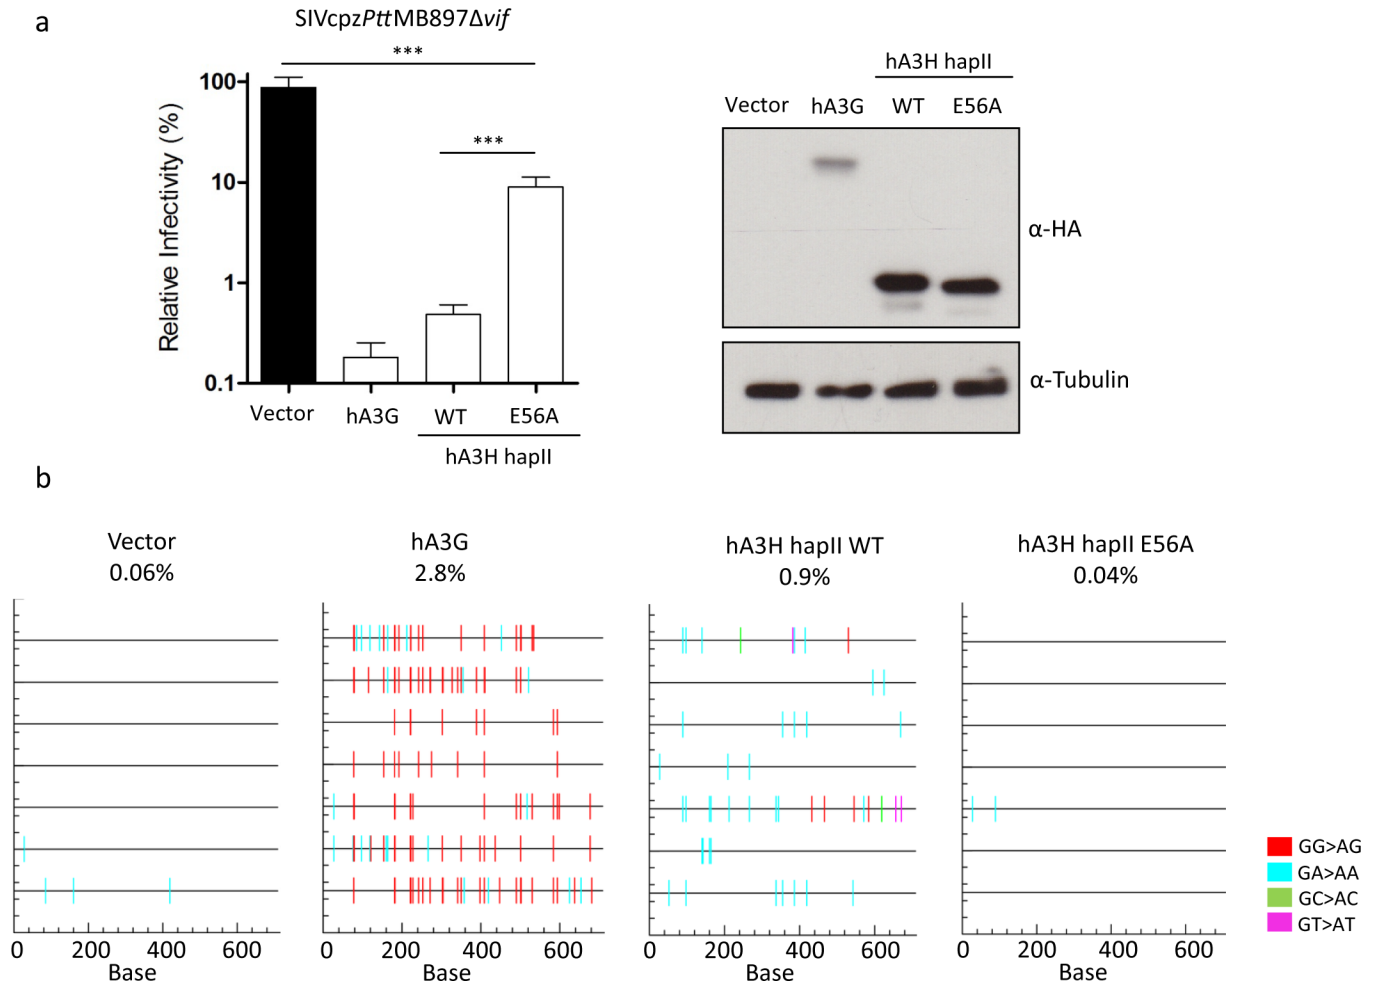 a
SIVcpzPttMB897Δvif
***
***
Relative Infectivity (%)
100
10
1
0.1
Vector hA3G WT E56A
hA3H hapII
hA3H hapII
Vector hA3G WT E56A
α-HA
α-Tubulin
b
Vector
0.06%
hA3G
2.8%
hA3H hapII WT
0.9%
hA3H hapII E56A
0.04%
0 200 400 600
Base
0 200 400 600
Base
0 200 400 600
Base
0 200 400 600
Base
GG>AG
GA>AA
GC>AC
GT>AT